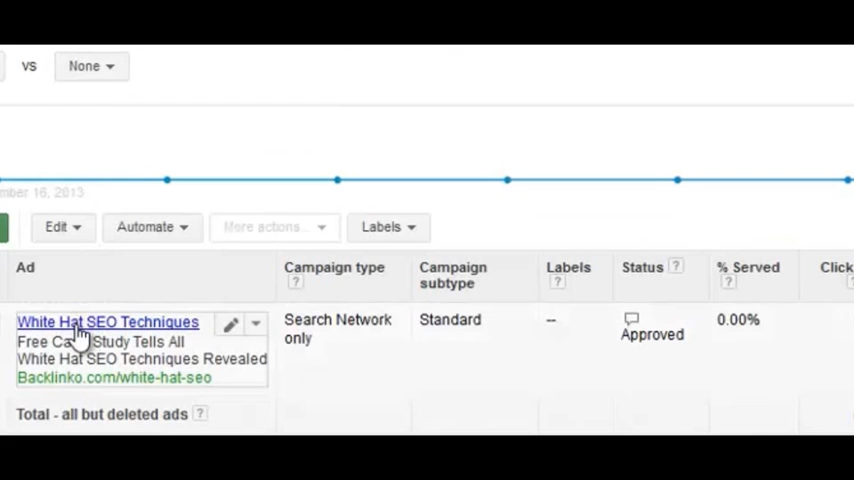 vs None
mber 16, 2013
Edit Automate More actions... Labels
Ad Campaign type ? Campaign subtype Labels ? Status ? % Served ? Click
White Hat SEO Techniques
Free Ca Study Tells All
White Hat SEO Techniques Revealed
Backlinko.com/white-hat-seo
Search Network only
Standard
--
Approved
0.00%
Total - all but deleted ads ?